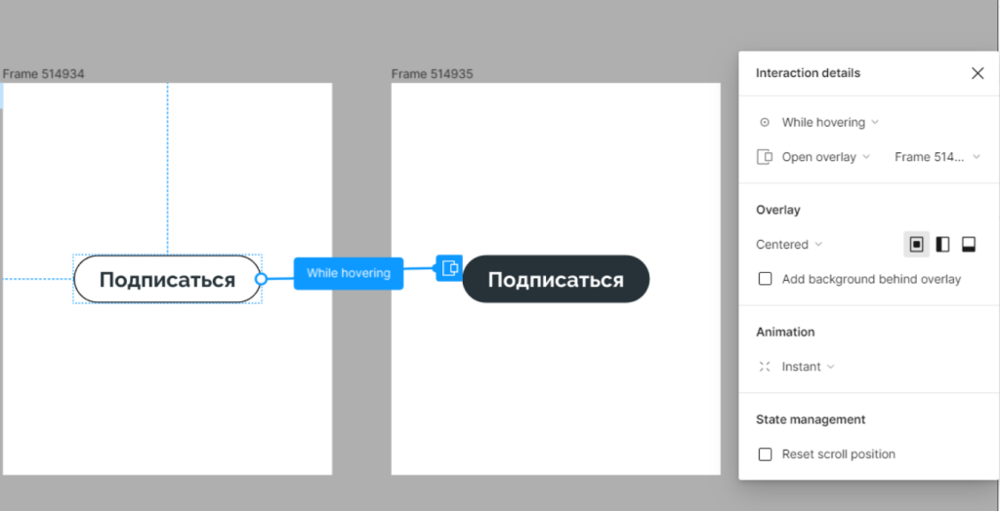 Frame 514934
Frame 514935
Подписаться
While hovering
Подписаться
Interaction details
While hovering
Open overlay
Frame 514...
Overlay
Centered
Add background behind overlay
Animation
Instant
State management
Reset scroll position